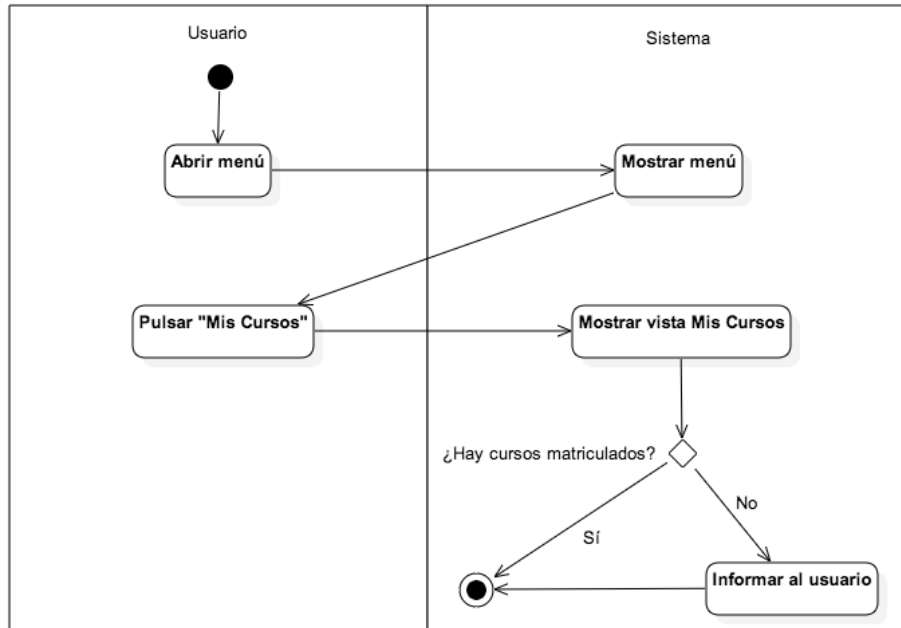 Usuario
Sistema
Abrir menú
Mostrar menú
Pulsar "Mis Cursos"
Mostrar vista Mis Cursos
¿Hay cursos matriculados?
No
Sí
Informar al usuario